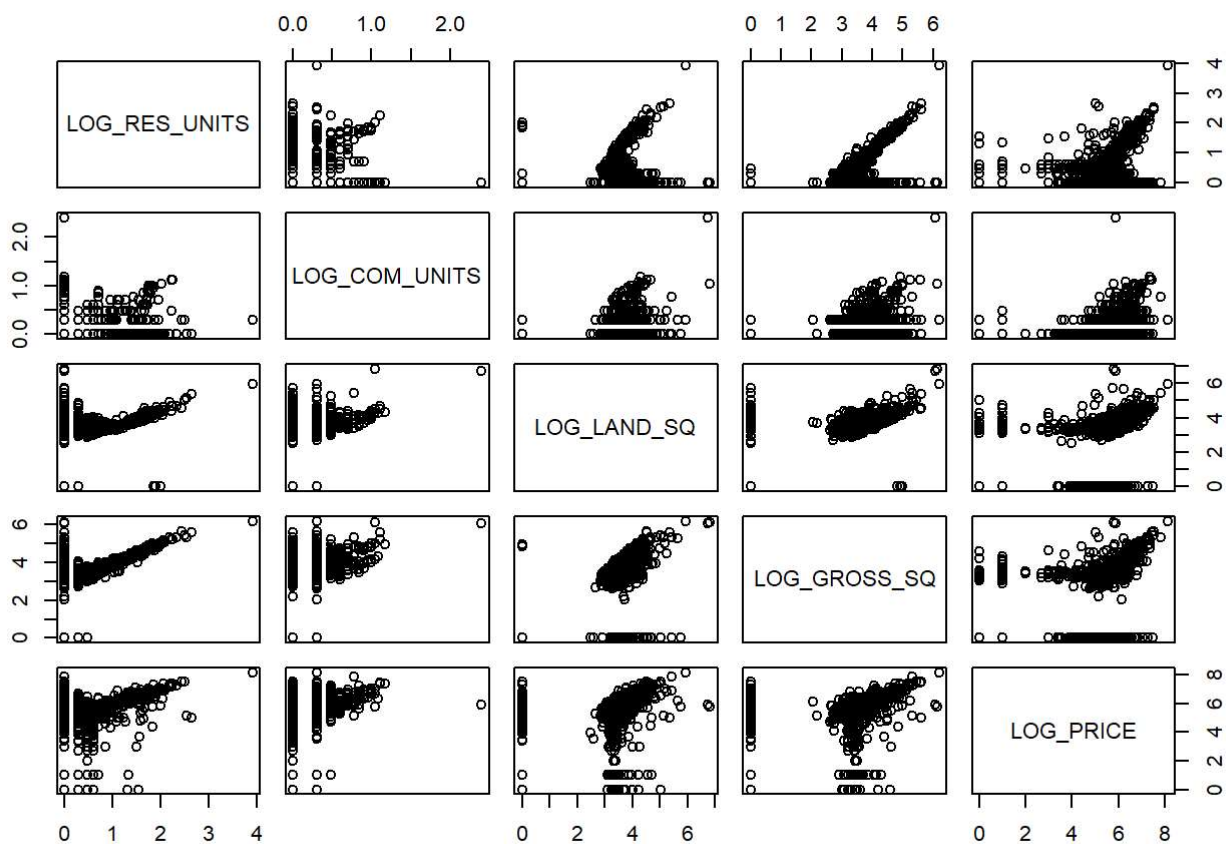 0.0 1.0 2.0
0 1 2 3 4 5 6
LOG_RES_UNITS
0 1 2 3 4
0.0 1.0 2.0
LOG_COM_UNITS
LOG_LAND_SQ
0 2 4 6
0 2 4 6
LOG_GROSS_SQ
LOG_PRICE
0 2 4 6 8
0 1 2 3 4
0 2 4 6
0 2 4 6 8